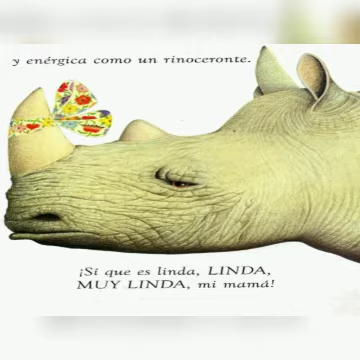 y enérgica como un rinoceronte.
¡Sí que es linda, LINDA,
MUY LINDA, mi mamá!